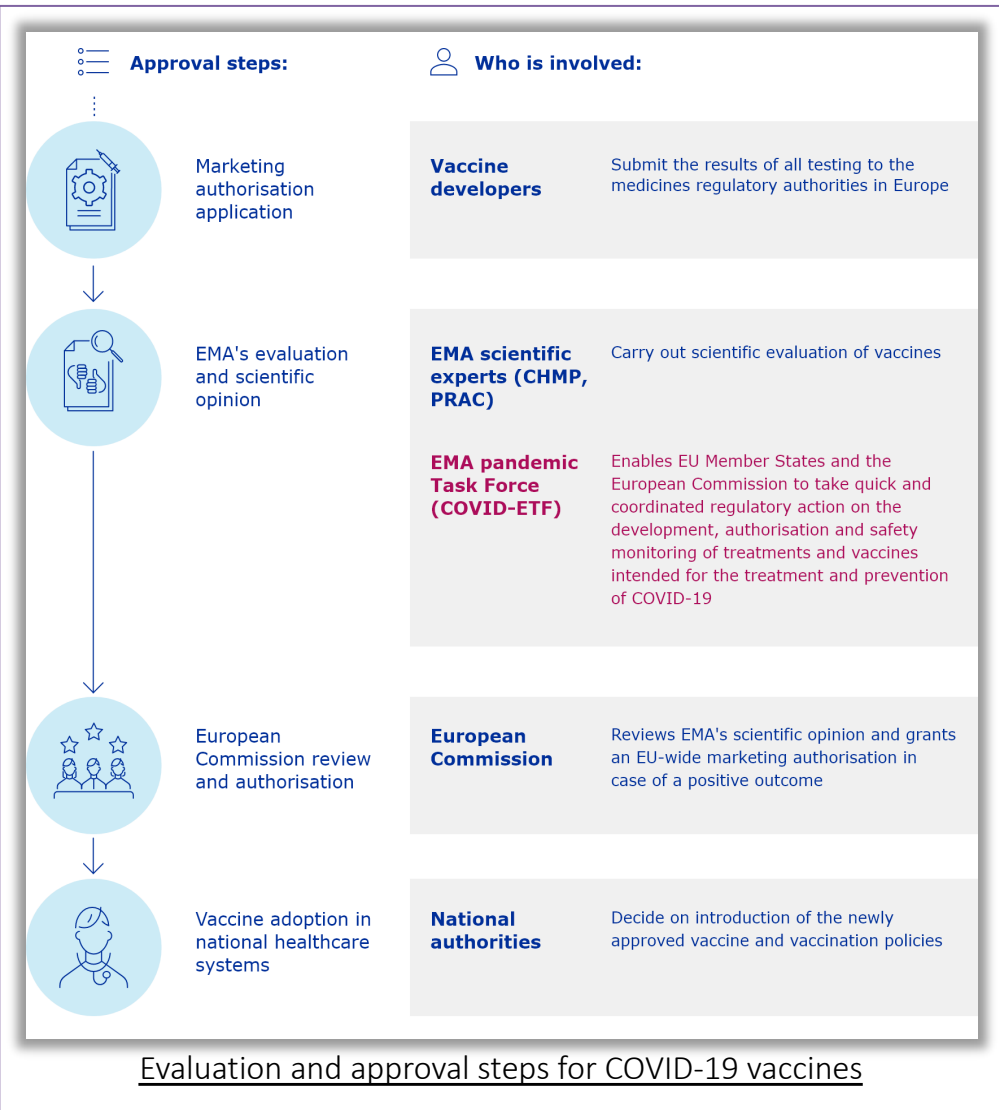 Approval steps:
Who is involved:
Marketing
authorisation
application
Vaccine
developers
Submit the results of all testing to the
medicines regulatory authorities in Europe
EMA's evaluation
and scientific
opinion
EMA scientific
experts (CHMP,
PRAC)
Carry out scientific evaluation of vaccines
EMA pandemic
Task Force
(COVID-ETF)
Enables EU Member States and the
European Commission to take quick and
coordinated regulatory action on the
development, authorisation and safety
monitoring of treatments and vaccines
intended for the treatment and prevention
of COVID-19
European
Commission review
and authorisation
European
Commission
Reviews EMA's scientific opinion and grants
an EU-wide marketing authorisation in
case of a positive outcome
Vaccine adoption in
national healthcare
systems
National
authorities
Decide on introduction of the newly
approved vaccine and vaccination policies
Evaluation and approval steps for COVID-19 vaccines